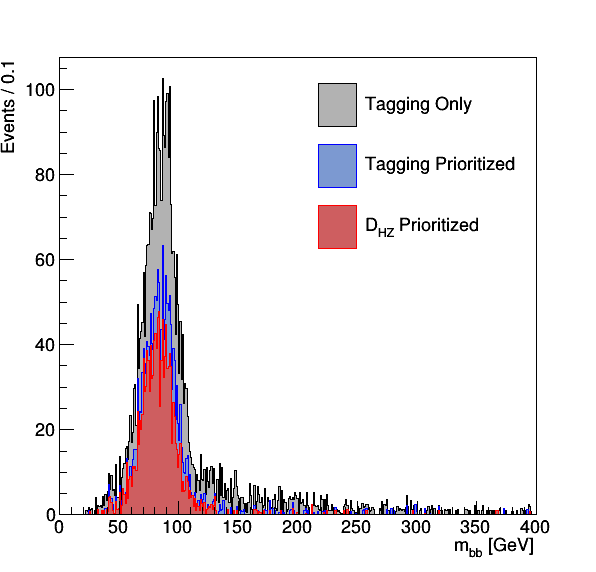 Events / 0.1
100
80
60
40
20
0
Tagging Only
Tagging Prioritized
D_HZ Prioritized
0 50 100 150 200 250 300 350 400
m_bb [GeV]